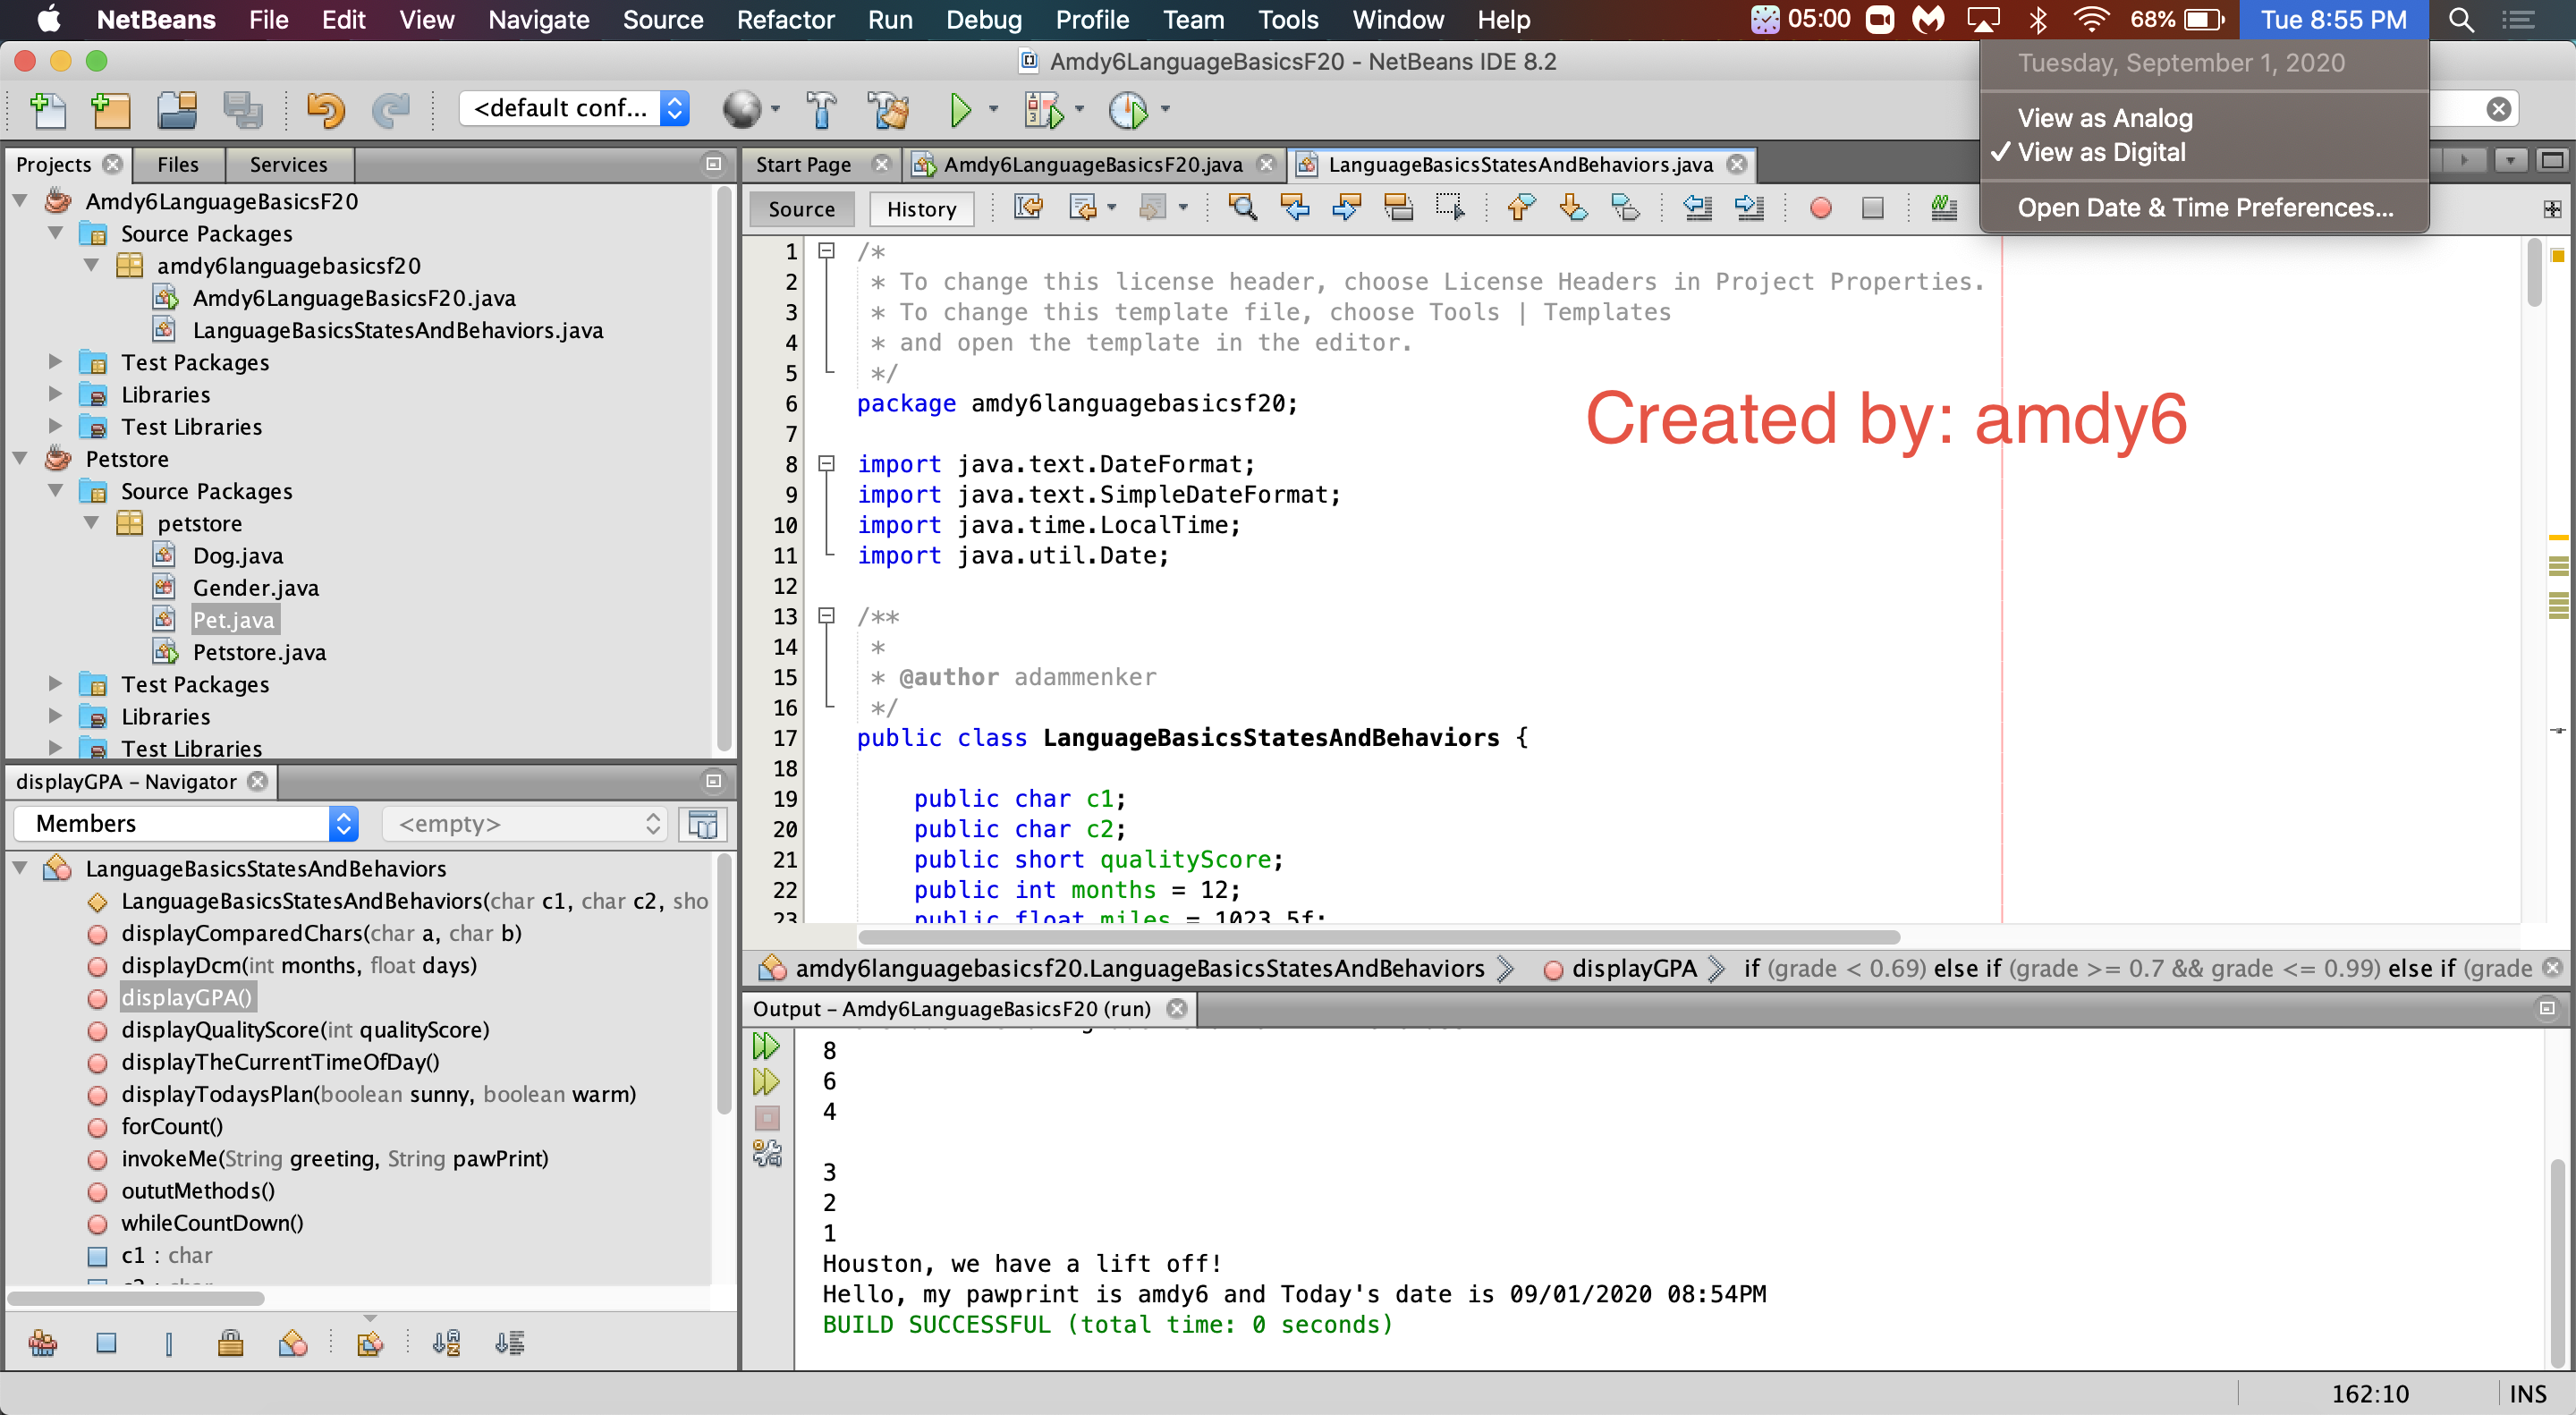 NetBeans File Edit View Navigate Source Refactor Run Debug Profile Team Tools Window Help 05:00 68% Tue 8:55 PM
Amdy6LanguageBasicsF20 - NetBeans IDE 8.2
Tuesday, September 1, 2020
View as Analog
✓ View as Digital
Open Date & Time Preferences...
<default conf...
Projects Files Services
Amdy6LanguageBasicsF20
Source Packages
amdy6languagebasicsf20
Amdy6LanguageBasicsF20.java
LanguageBasicsStatesAndBehaviors.java
Test Packages
Libraries
Test Libraries
Petstore
Source Packages
petstore
Dog.java
Gender.java
Pet.java
Petstore.java
Test Packages
Libraries
Test Libraries
displayGPA - Navigator
Members <empty>
LanguageBasicsStatesAndBehaviors
LanguageBasicsStatesAndBehaviors(char c1, char c2, sho
displayComparedChars(char a, char b)
displayDcm(int months, float days)
displayGPA()
displayQualityScore(int qualityScore)
displayTheCurrentTimeOfDay()
displayTodaysPlan(boolean sunny, boolean warm)
forCount()
invokeMe(String greeting, String pawPrint)
oututMethods()
whileCountDown()
c1 : char
Start Page Amdy6LanguageBasicsF20.java LanguageBasicsStatesAndBehaviors.java
Source History
1 /*
2 * To change this license header, choose License Headers in Project Properties.
3 * To change this template file, choose Tools | Templates
4 * and open the template in the editor.
5 */
6 package amdy6languagebasicsf20;
7
8 import java.text.DateFormat;
9 import java.text.SimpleDateFormat;
10 import java.time.LocalTime;
11 import java.util.Date;
12
13 /**
14 *
15 * @author adammenker
16 */
17 public class LanguageBasicsStatesAndBehaviors {
18
19 public char c1;
20 public char c2;
21 public short qualityScore;
22 public int months = 12;
23 public float miles = 1023.5f;
Created by: amdy6
amdy6languagebasicsf20.LanguageBasicsStatesAndBehaviors displayGPA if (grade < 0.69) else if (grade >= 0.7 && grade <= 0.99) else if (grade
Output - Amdy6LanguageBasicsF20 (run)
8
6
4
3
2
1
Houston, we have a lift off!
Hello, my pawprint is amdy6 and Today's date is 09/01/2020 08:54PM
BUILD SUCCESSFUL (total time: 0 seconds)
162:10 INS